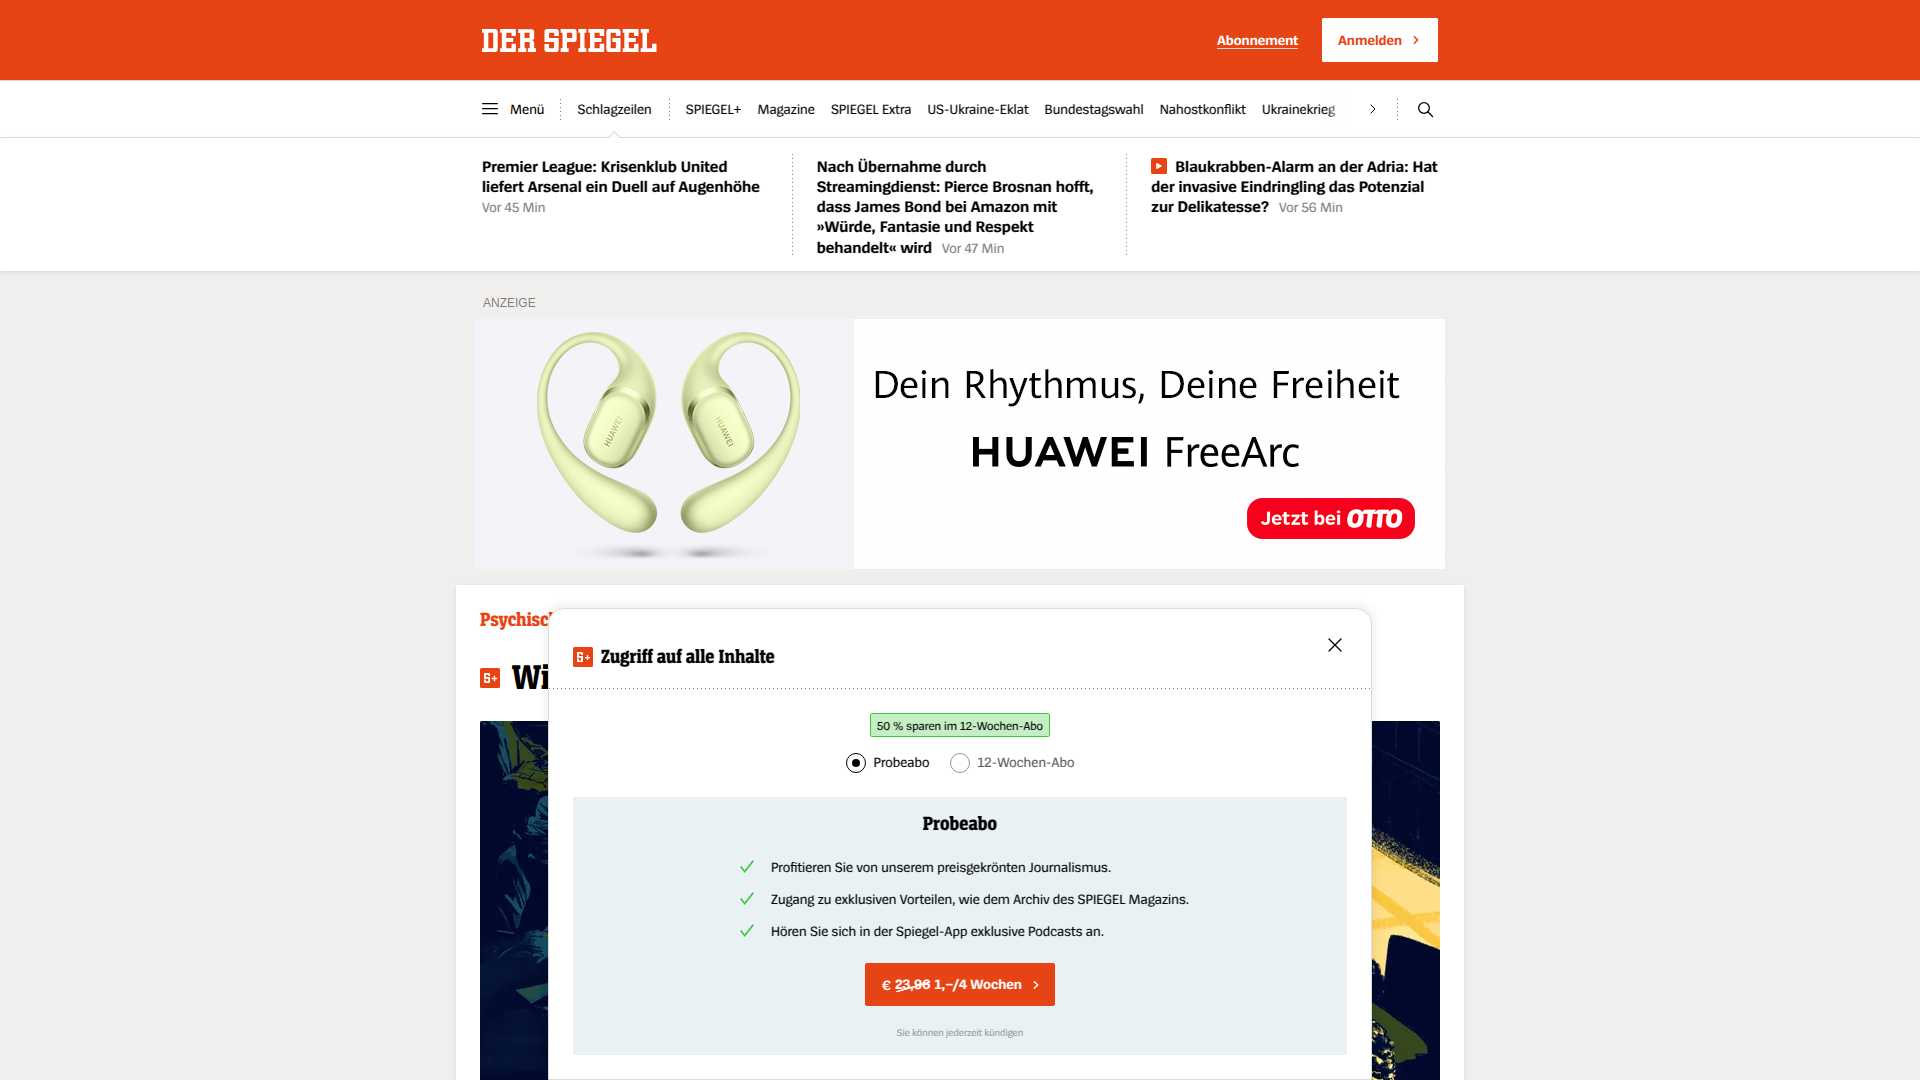 DER SPIEGEL
Abonnement
Anmelden
Menü
Schlagzeilen
SPIEGEL+
Magazine
SPIEGEL Extra
US-Ukraine-Eklat
Bundestagswahl
Nahostkonflikt
Ukrainekrieg
Premier League: Krisenklub United
liefert Arsenal ein Duell auf Augenhöhe
Vor 45 Min
Nach Übernahme durch
Streamingdienst: Pierce Brosnan hofft,
dass James Bond bei Amazon mit
»Würde, Fantasie und Respekt
behandelt« wird Vor 47 Min
Blaukrabben-Alarm an der Adria: Hat
der invasive Eindringling das Potenzial
zur Delikatesse? Vor 56 Min
ANZEIGE
HUAWEI
HUAWEI
Dein Rhythmus, Deine Freiheit
HUAWEI FreeArc
Jetzt bei OTTO
Zugriff auf alle Inhalte
50 % sparen im 12-Wochen-Abo
Probeabo
12-Wochen-Abo
Probeabo
Profitieren Sie von unserem preisgekrönten Journalismus.
Zugang zu exklusiven Vorteilen, wie dem Archiv des SPIEGEL Magazins.
Hören Sie sich in der Spiegel-App exklusive Podcasts an.
€ 23,96 1,–/4 Wochen
Sie können jederzeit kündigen